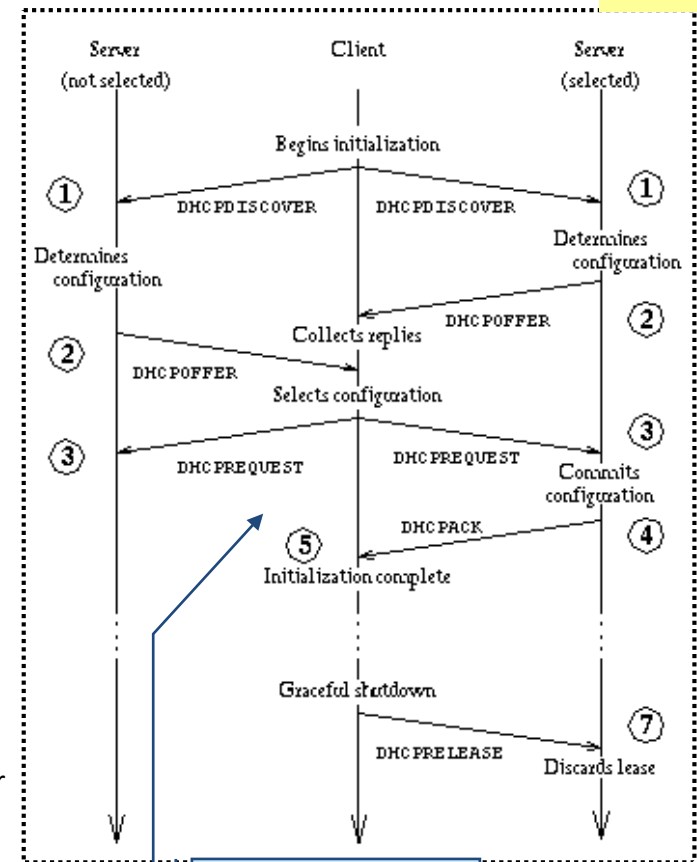 Server Client Server
(not selected) (selected)
Begins initialization
1 1
DHCPDISCOVER DHCPDISCOVER
Determines Determines
configuration configuration
2
DHCPOFFER
Collects replies
2
DHCPOFFER
Selects configuration
3
3
DHCPREQUEST DHCPREQUEST
Commits
configuration
DHCPACK
4
5
Initialization complete
Graceful shutdown
7
DHCPRELEASE
Discards lease